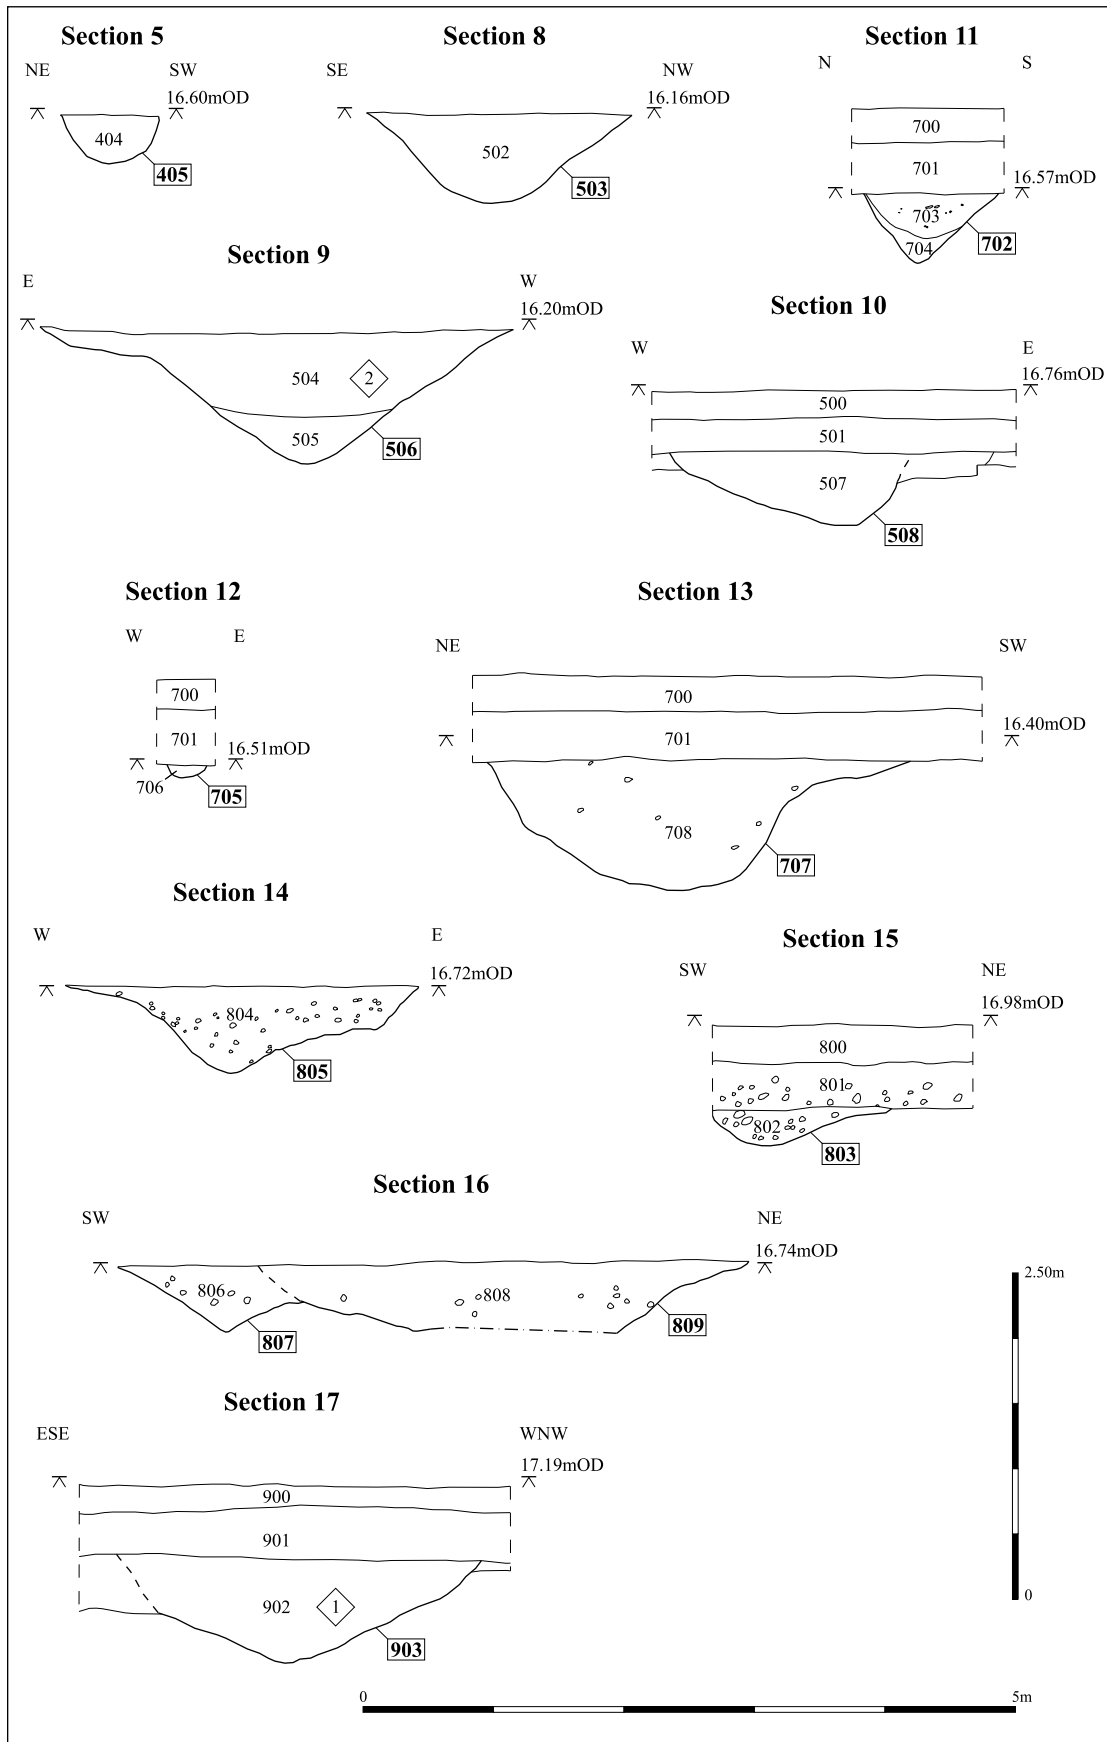 Section 5
NE SW
16.60mOD
404
405
Section 8
SE NW
16.16mOD
502
503
Section 11
N S
700
701
16.57mOD
703
704
702
Section 9
E W
16.20mOD
504 2
505
506
Section 10
W E
16.76mOD
500
501
507
508
Section 12
W E
700
701
16.51mOD
706
705
Section 13
NE SW
700
16.40mOD
701
708
707
Section 14
W E
16.72mOD
804
805
Section 15
SW NE
16.98mOD
800
801
802
803
Section 16
SW NE
16.74mOD
806 808
807 809
Section 17
ESE WNW
17.19mOD
900
901
902 1
903
2.50m
0
0 5m